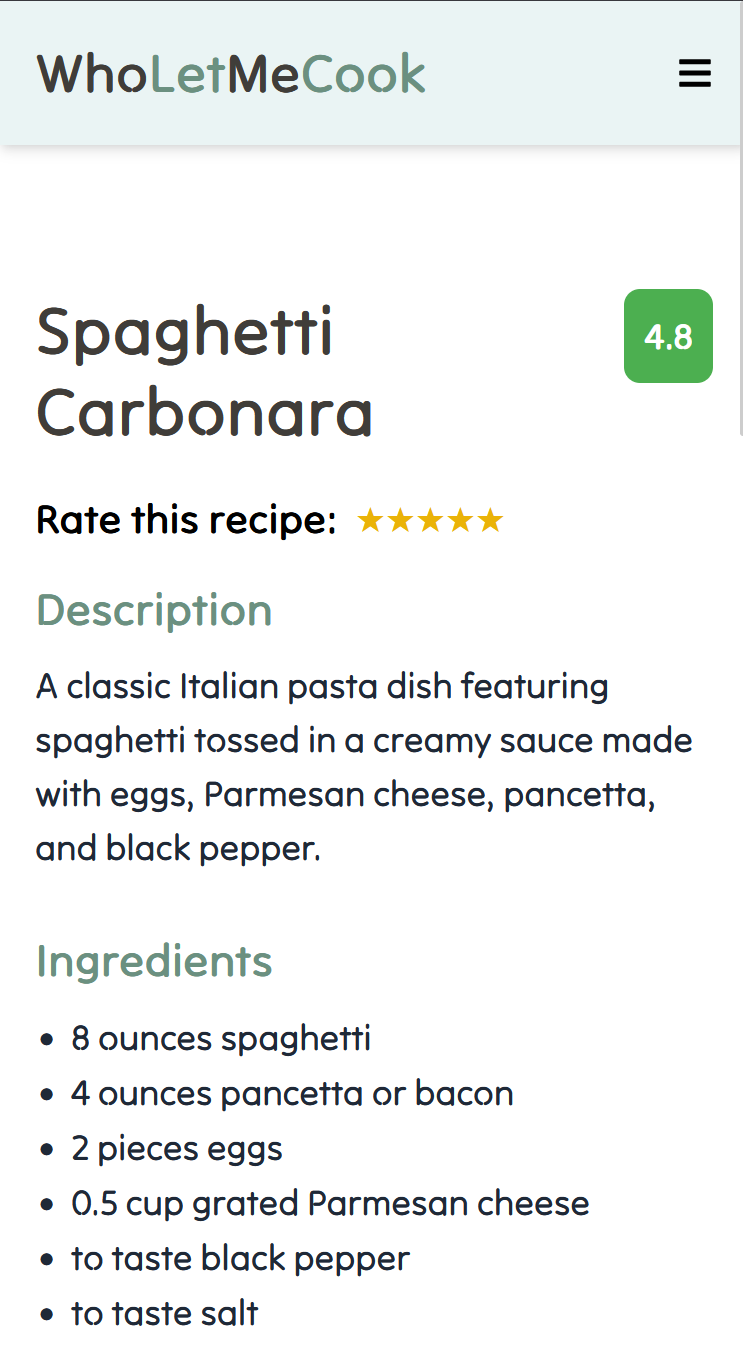 WhoLetMeCook
Spaghetti
Carbonara
4.8
Rate this recipe: ★★★★★
Description
A classic Italian pasta dish featuring
spaghetti tossed in a creamy sauce made
with eggs, Parmesan cheese, pancetta,
and black pepper.
Ingredients
• 8 ounces spaghetti
• 4 ounces pancetta or bacon
• 2 pieces eggs
• 0.5 cup grated Parmesan cheese
• to taste black pepper
• to taste salt